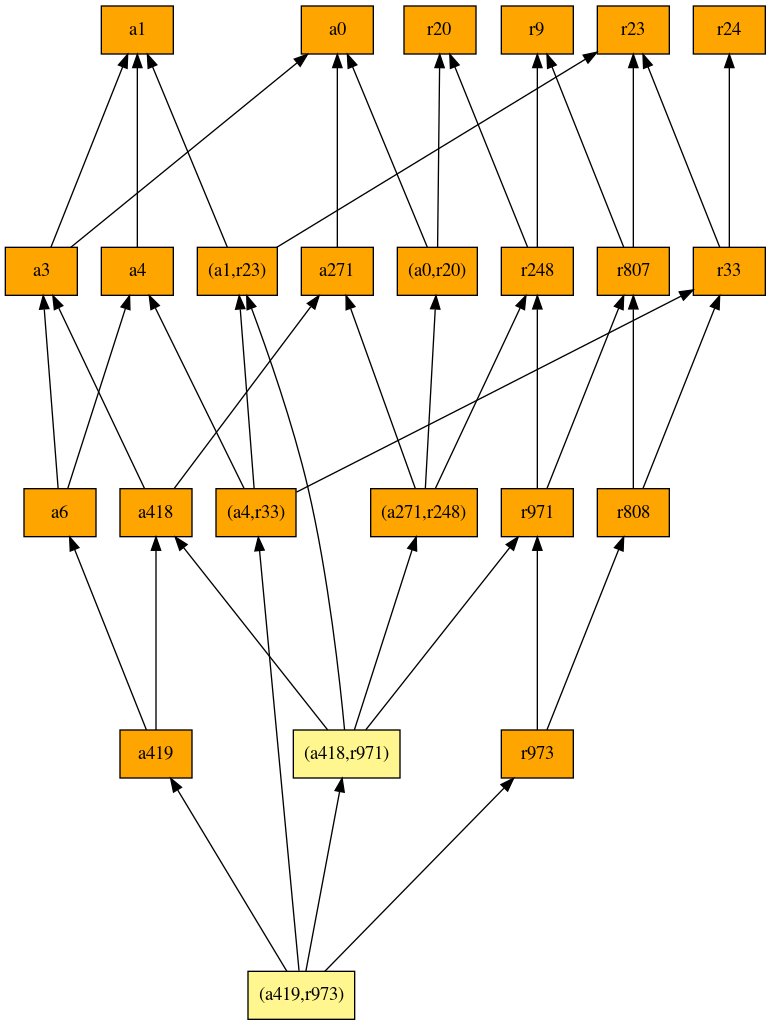 a1
a0
r20
r9
r23
r24
a3
a4
(a1,r23)
a271
(a0,r20)
r248
r807
r33
a6
a418
(a4,r33)
(a271,r248)
r971
r808
a419
(a418,r971)
r973
(a419,r973)